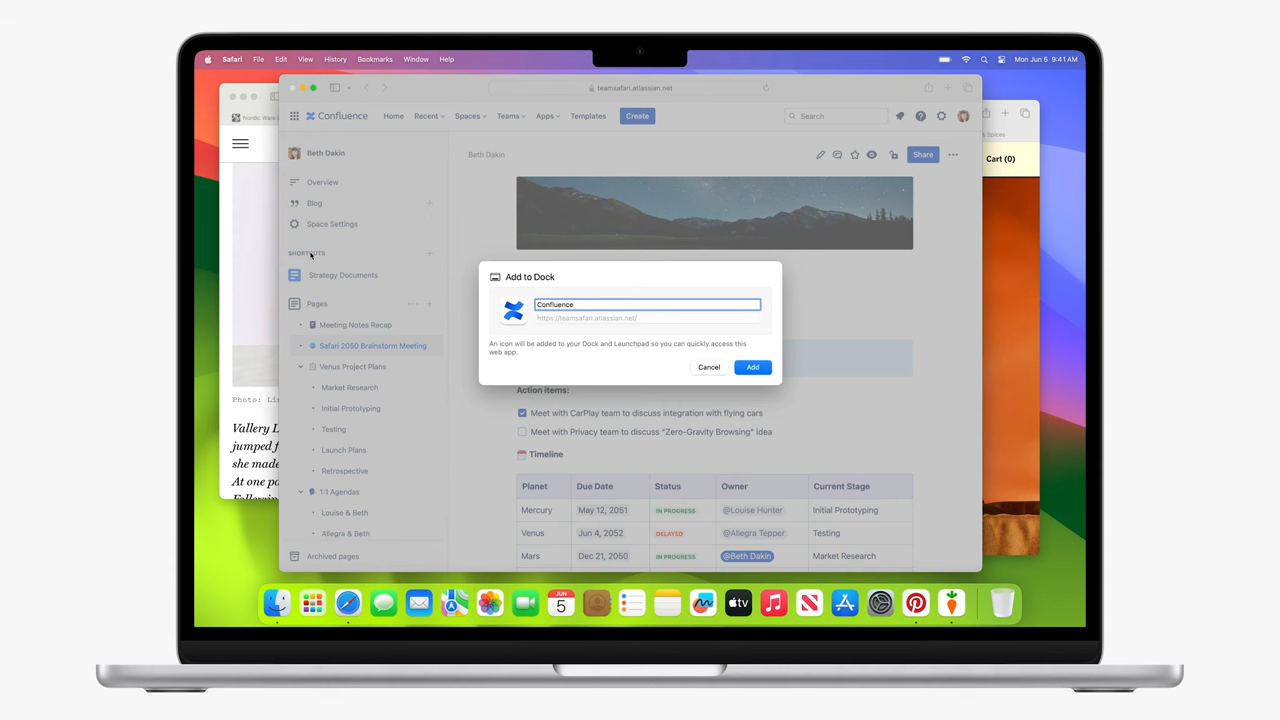 Safari File Edit View History Bookmarks Window Help
Mon Jun 5 9:41 AM
teamsafari.atlassian.net
Nordic Ware
Confluence
Home Recent Spaces Teams Apps Templates Create
Search
Beth Dakin
Overview
Blog
Space Settings
SHORTCUTS
Strategy Documents
Pages
Meeting Notes Recap
Safari 2050 Brainstorm Meeting
Venus Project Plans
Market Research
Initial Prototyping
Testing
Launch Plans
Retrospective
1:1 Agendas
Louise & Beth
Allegra & Beth
Archived pages
Beth Dakin
Share
Add to Dock
Confluence
https://teamsafari.atlassian.net/
An icon will be added to your Dock and Launchpad so you can quickly access this
web app.
Cancel Add
Action items:
Meet with CarPlay team to discuss integration with flying cars
Meet with Privacy team to discuss “Zero-Gravity Browsing” idea
Timeline
Planet Due Date Status Owner Current Stage
Mercury May 12, 2051 IN PROGRESS @Louise Hunter Initial Prototyping
Venus Jun 4, 2052 DELAYED @Allegra Tepper Testing
Mars Dec 21, 2050 IN PROGRESS @Beth Dakin Market Research
Photo:
Vallery
jumped
she made
At one
& Spices
Cart (0)
JUN
5
tv